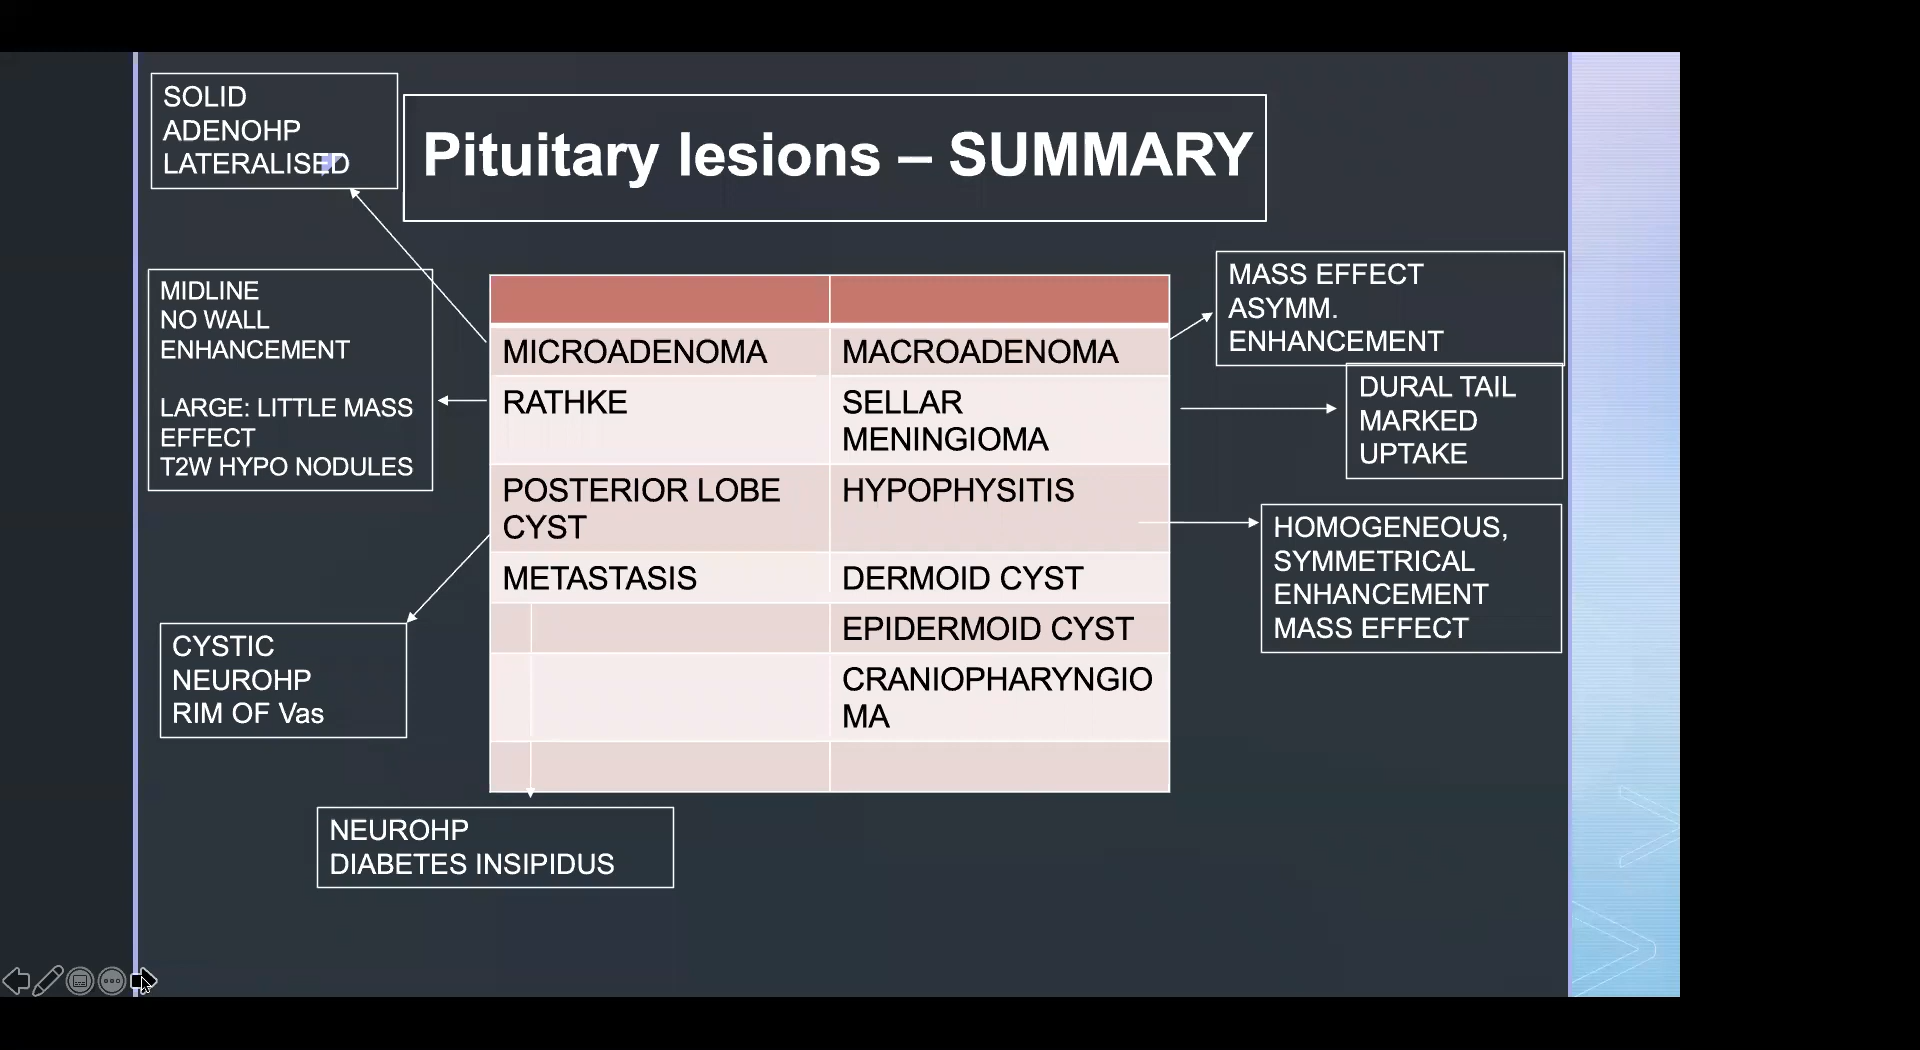 SOLID
ADENOHP
LATERALISED
Pituitary lesions – SUMMARY
MIDLINE
NO WALL
ENHANCEMENT
LARGE: LITTLE MASS
EFFECT
T2W HYPO NODULES
MICROADENOMA
MACROADENOMA
RATHKE
SELLAR
MENINGIOMA
POSTERIOR LOBE
CYST
HYPOPHYSITIS
METASTASIS
DERMOID CYST
EPIDERMOID CYST
CRANIOPHARYNGIO
MA
MASS EFFECT
ASYMM.
ENHANCEMENT
DURAL TAIL
MARKED
UPTAKE
HOMOGENEOUS,
SYMMETRICAL
ENHANCEMENT
MASS EFFECT
CYSTIC
NEUROHP
RIM OF Vas
NEUROHP
DIABETES INSIPIDUS